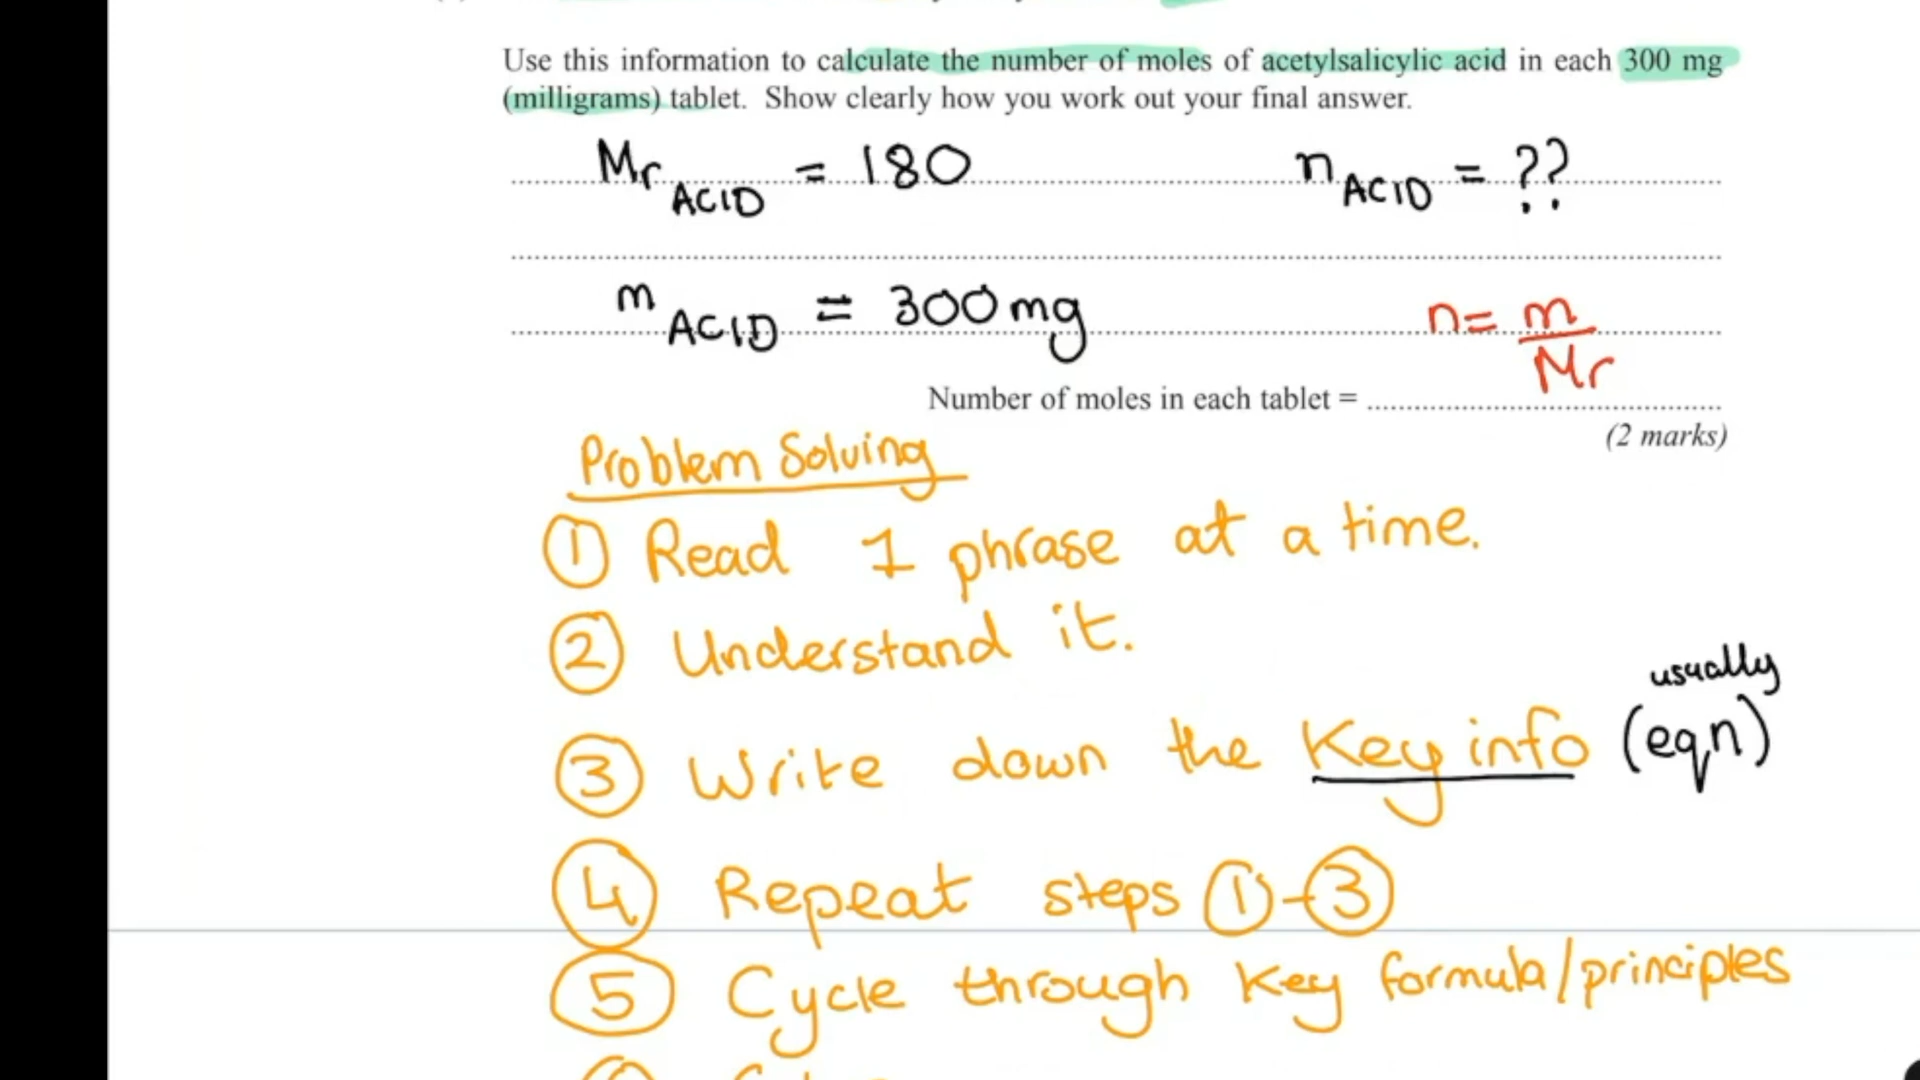 Use this information to calculate the number of moles of acetylsalicylic acid in each 300 mg
(milligrams) tablet. Show clearly how you work out your final answer.
Mr ACID = 180
n ACID = ??
m ACID = 300mg
n = m/Mr
Number of moles in each tablet =
(2 marks)
Problem Solving
① Read 1 phrase at a time.
② Understand it.
usually
③ Write down the Key info (eqn)
④ Repeat steps ①-③
⑤ Cycle through Key formula/principles